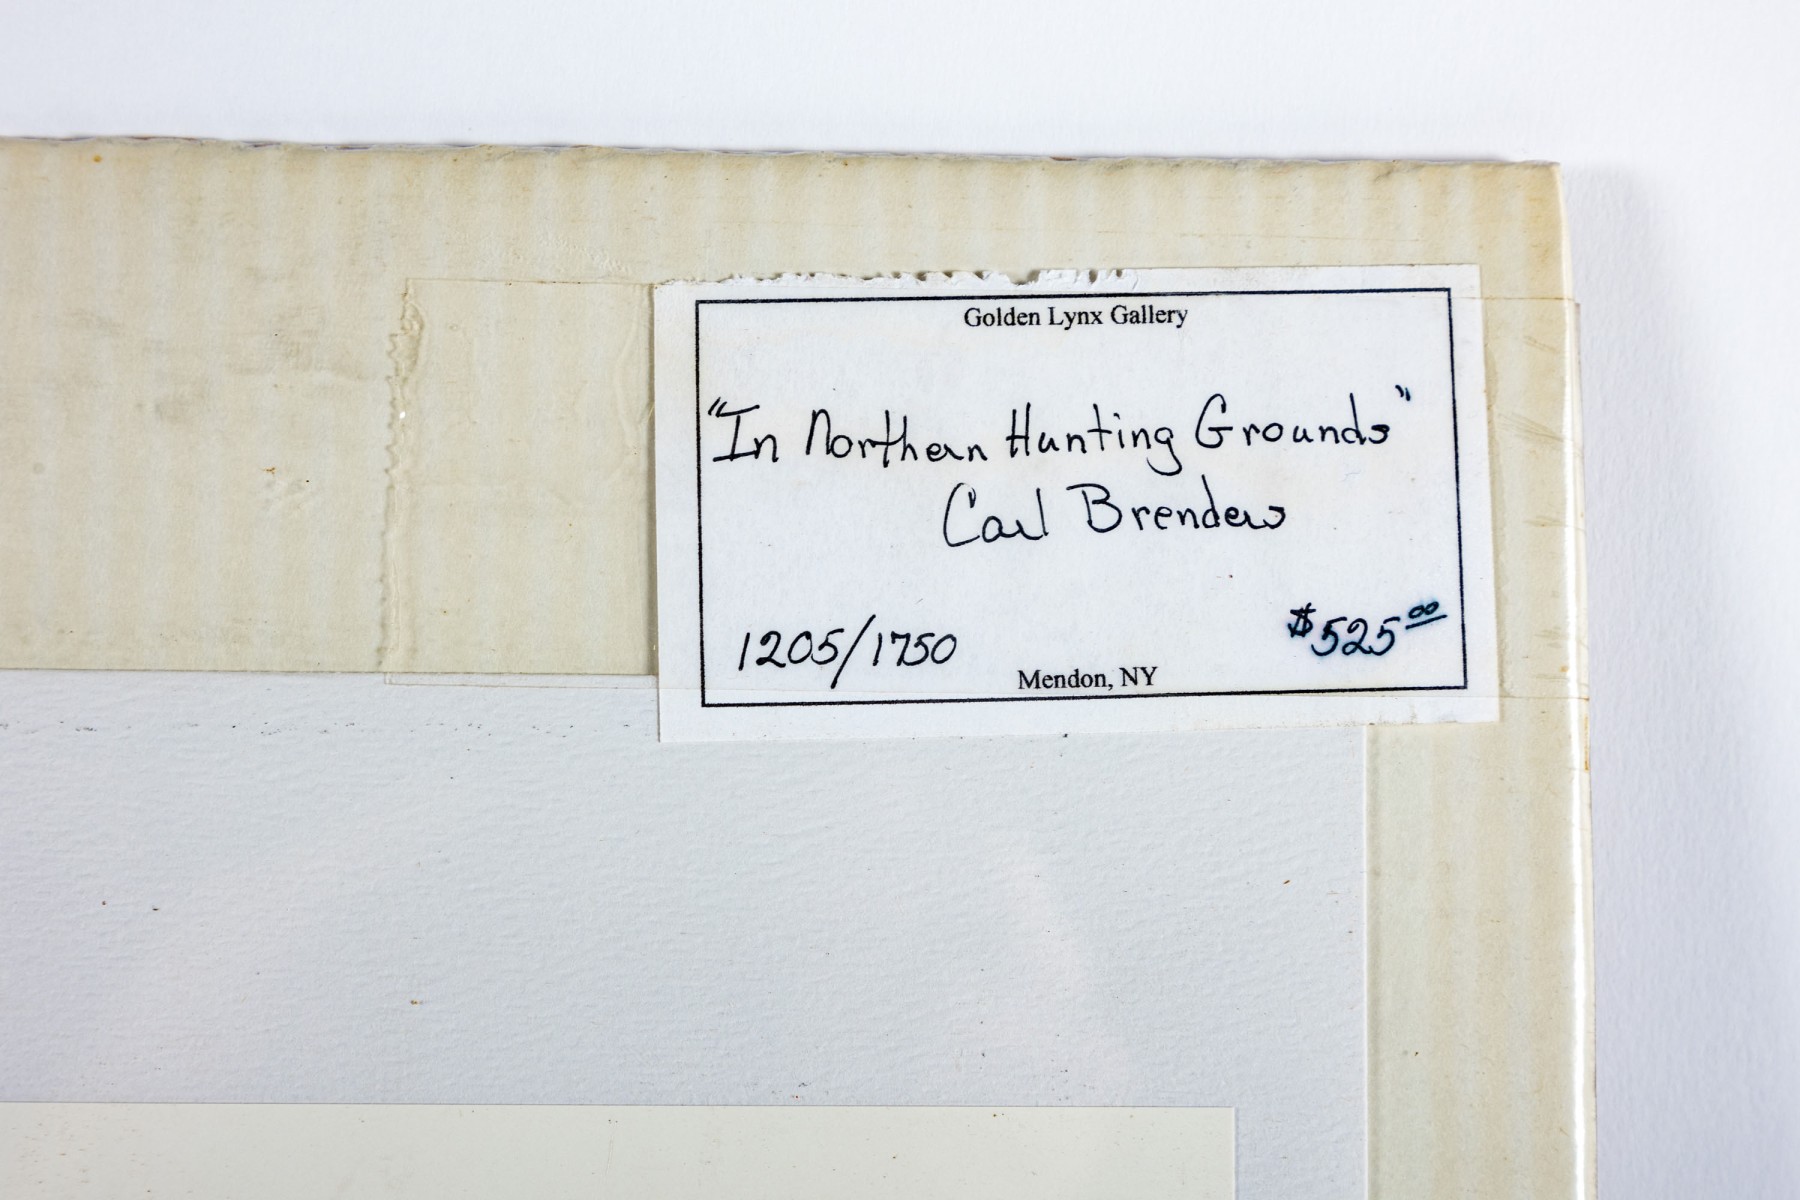 Golden Lynx Gallery
"In Northern Hunting Grounds"
Carl Brenders
1205/1750
$525.00
Mendon, NY